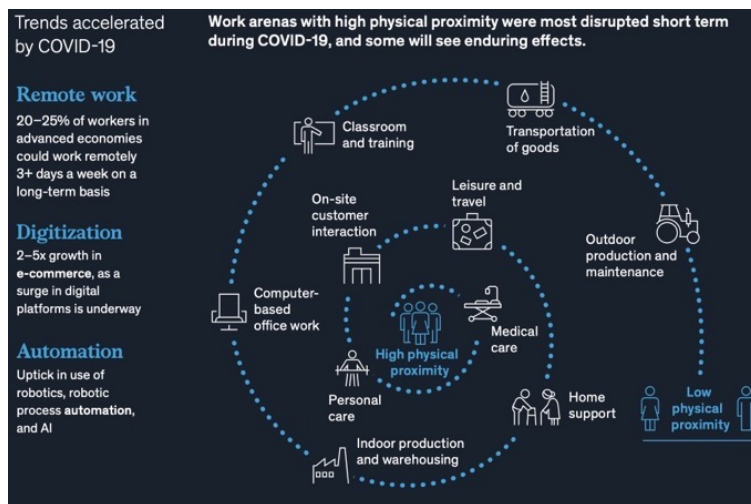 Trends accelerated
by COVID-19
Work arenas with high physical proximity were most disrupted short term
during COVID-19, and some will see enduring effects.
Remote work
20–25% of workers in
advanced economies
could work remotely
3+ days a week on a
long-term basis
Digitization
2–5x growth in
e-commerce, as a
surge in digital
platforms is underway
Automation
Uptick in use of
robotics, robotic
process automation,
and AI
Classroom
and training
Transportation
of goods
On-site
customer
interaction
Leisure and
travel
Outdoor
production and
maintenance
Computer-
based
office work
Medical
care
High physical
proximity
Personal
care
Home
support
Low
physical
proximity
Indoor production
and warehousing